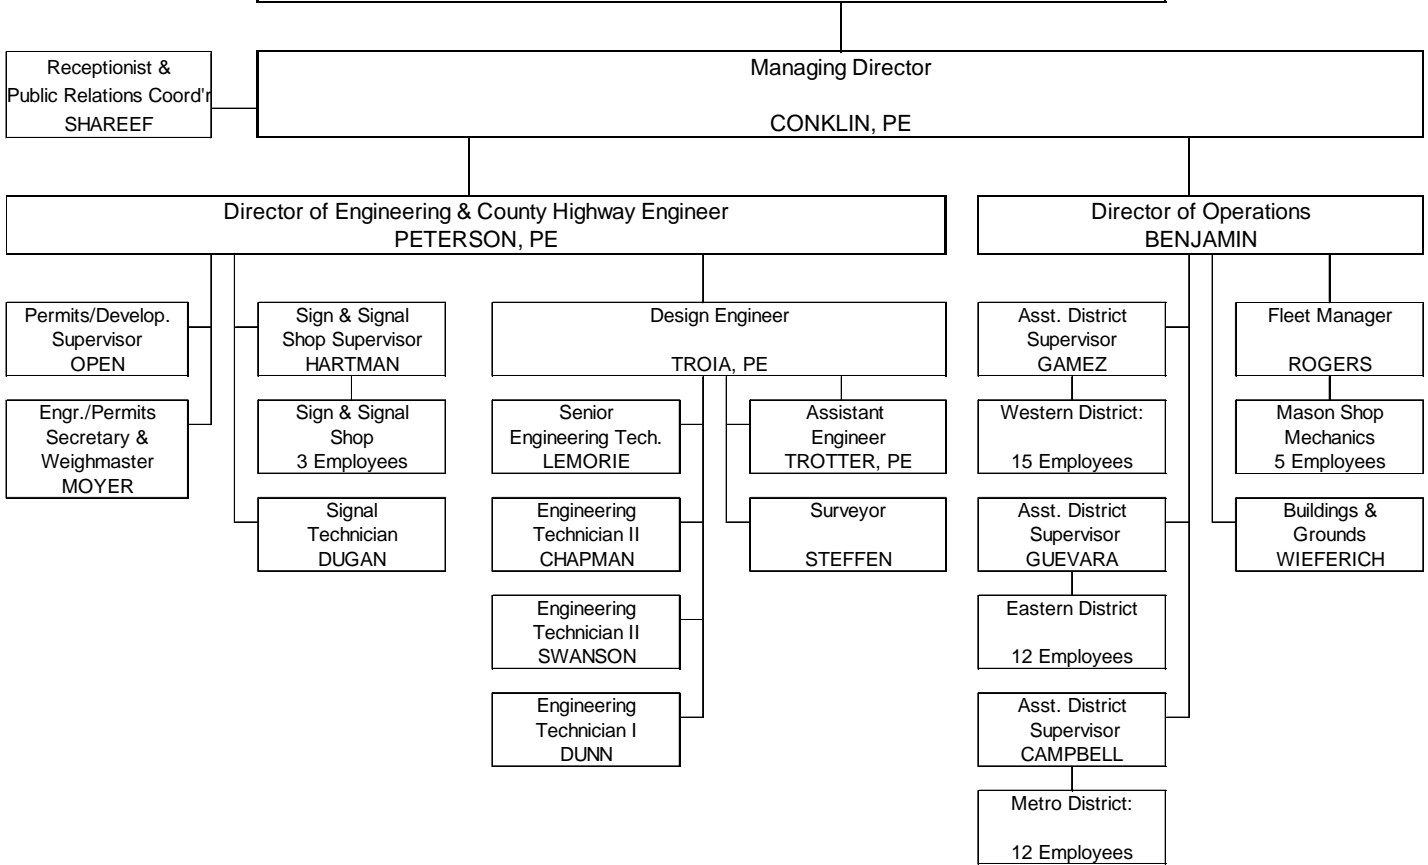 Receptionist &
Public Relations Coord'r
SHAREEF
Managing Director
CONKLIN, PE
Director of Engineering & County Highway Engineer
PETERSON, PE
Director of Operations
BENJAMIN
Permits/Develop.
Supervisor
OPEN
Engr./Permits
Secretary &
Weighmaster
MOYER
Sign & Signal
Shop Supervisor
HARTMAN
Sign & Signal
Shop
3 Employees
Signal
Technician
DUGAN
Design Engineer
TROIA, PE
Senior
Engineering Tech.
LEMORIE
Engineering
Technician II
CHAPMAN
Engineering
Technician II
SWANSON
Engineering
Technician I
DUNN
Assistant
Engineer
TROTTER, PE
Surveyor
STEFFEN
Asst. District
Supervisor
GAMEZ
Western District:
15 Employees
Asst. District
Supervisor
GUEVARA
Eastern District
12 Employees
Asst. District
Supervisor
CAMPBELL
Metro District:
12 Employees
Fleet Manager
ROGERS
Mason Shop
Mechanics
5 Employees
Buildings &
Grounds
WIEFERICH